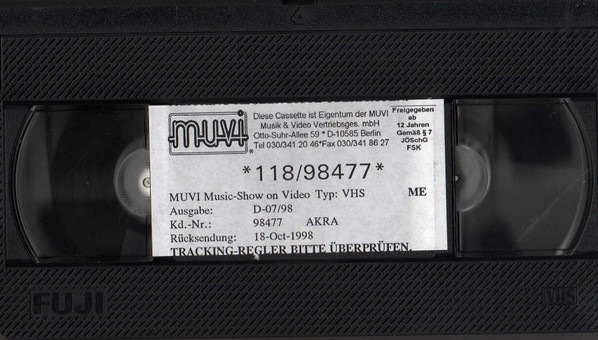 muvi
®
Diese Cassette ist Eigentum der MUVI
Musik & Video Vertriebsges. mbH
Otto-Suhr-Allee 59 * D-10585 Berlin
Tel 030/341 20 46*Fax 030/341 86 27
Freigegeben
ab
12 Jahren
Gemäß § 7
JÖSchG
FSK
*118/98477*
MUVI Music-Show on Video Typ: VHS ME
Ausgabe: D-07/98
Kd.-Nr.: 98477 AKRA
Rücksendung: 18-Oct-1998
TRACKING-REGLER BITTE ÜBERPRÜFEN.
FUJI
VHS